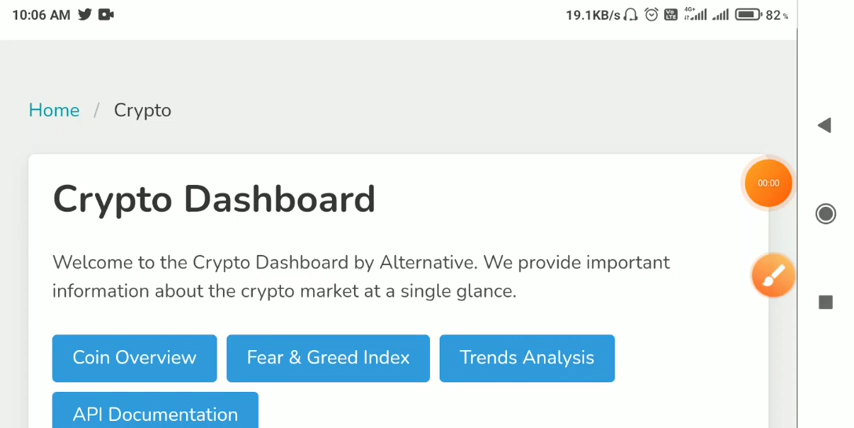 10:06 AM 19.1KB/s 4G+ 82%
Home / Crypto
Crypto Dashboard
00:00
Welcome to the Crypto Dashboard by Alternative. We provide important
information about the crypto market at a single glance.
Coin Overview Fear & Greed Index Trends Analysis
API Documentation